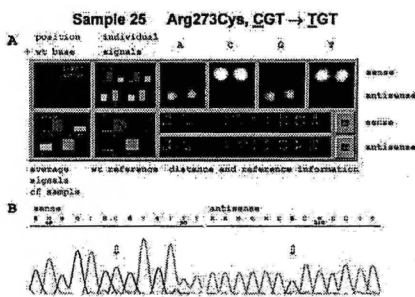 Sample 25 Arg273Cys, CGT → TGT
A position individual
+ wt base signals A C G T
sense
antisense
sense
antisense
average wt reference distance and reference information
signals
of sample
B sense antisense